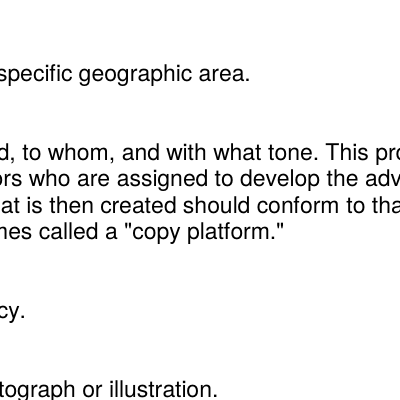 specific geographic area.
d, to whom, and with what tone. This pro
ors who are assigned to develop the adv
at is then created should conform to tha
nes called a "copy platform."
cy.
tograph or illustration.